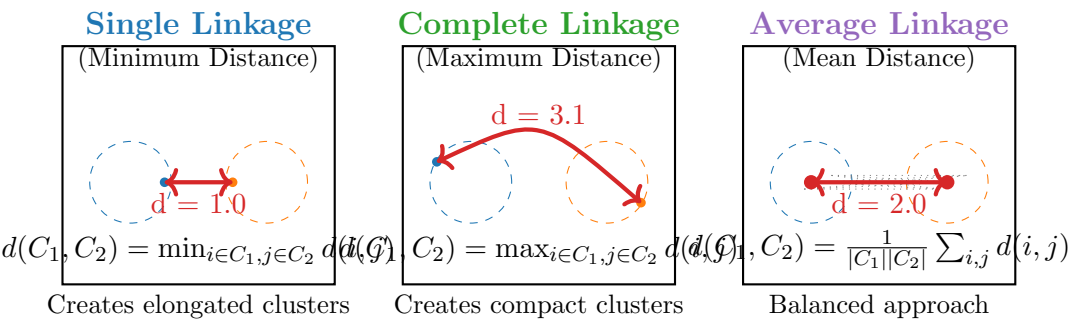 Single Linkage
(Minimum Distance)
d = 1.0
d(C₁, C₂) = min_{i∈C₁,j∈C₂} d(i, j)
Creates elongated clusters
Complete Linkage
(Maximum Distance)
d = 3.1
d(C₁, C₂) = max_{i∈C₁,j∈C₂} d(i, j)
Creates compact clusters
Average Linkage
(Mean Distance)
d = 2.0
d(C₁, C₂) = \frac{1}{|C₁||C₂|} ∑_{i,j} d(i, j)
Balanced approach